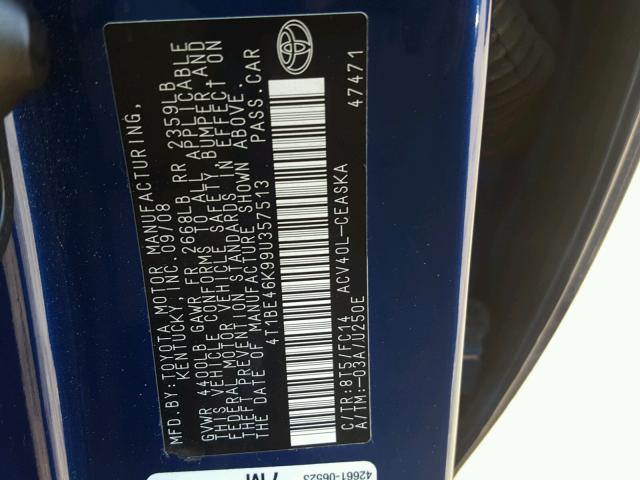 MFD.BY:TOYOTA MOTOR MANUFACTURING,
KENTUCKY, INC. 09/08
GVWR 4400LB GAWR FR 2668LB RR 2359LB
THIS VEHICLE CONFORMS TO ALL APPLICABLE
FEDERAL MOTOR VEHICLE SAFETY, BUMPER, AND
THEFT PREVENTION STANDARDS IN EFFECT ON
THE DATE OF MANUFACTURE SHOWN ABOVE.
4T1BE46K99U357513 PASS.CAR
C/TR:8T5/FC14 ACV40L-CEASKA
A/TM:-03A/U250E 47471
42661-06523